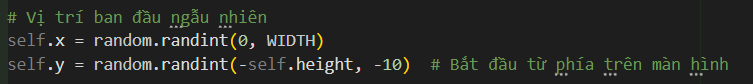 # Vị trí ban đầu ngẫu nhiên
self.x = random.randint(0, WIDTH)
self.y = random.randint(-self.height, -10)  # Bắt đầu từ phía trên màn hình